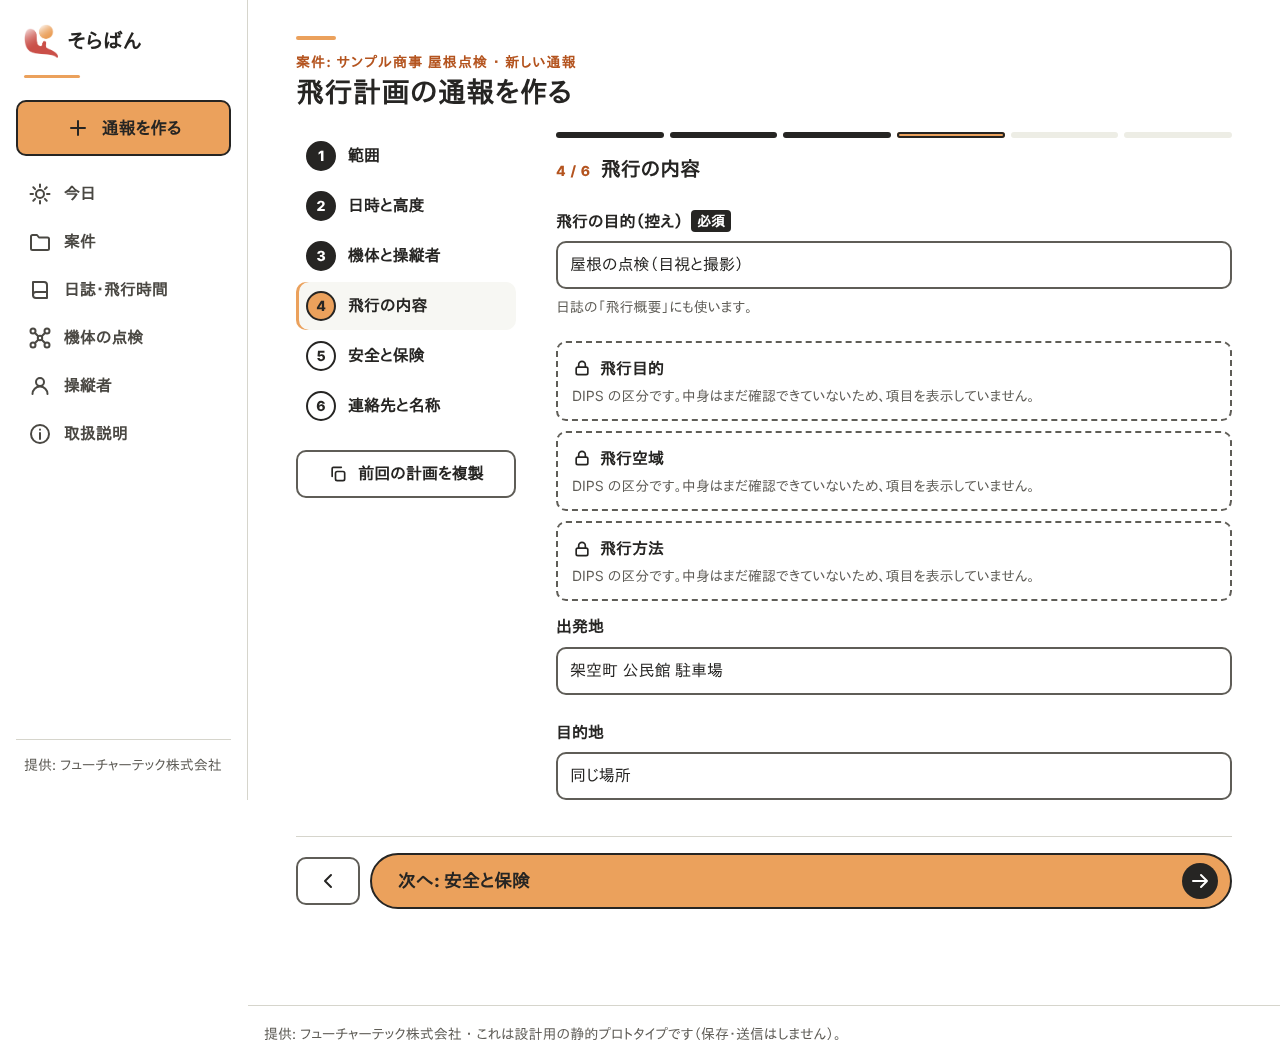 そらばん
通報を作る
今日
案件
日誌・飛行時間
機体の点検
操縦者
取扱説明
提供: フューチャーテック株式会社
案件: サンプル商事 屋根点検 · 新しい通報
飛行計画の通報を作る
1 範囲
2 日時と高度
3 機体と操縦者
4 飛行の内容
5 安全と保険
6 連絡先と名称
前回の計画を複製
4 / 6 飛行の内容
飛行の目的（控え） 必須
屋根の点検（目視と撮影）
日誌の「飛行概要」にも使います。
飛行目的
DIPS の区分です。中身はまだ確認できていないため、項目を表示していません。
飛行空域
DIPS の区分です。中身はまだ確認できていないため、項目を表示していません。
飛行方法
DIPS の区分です。中身はまだ確認できていないため、項目を表示していません。
出発地
架空町 公民館 駐車場
目的地
同じ場所
次へ: 安全と保険
提供: フューチャーテック株式会社 · これは設計用の静的プロトタイプです（保存・送信はしません）。